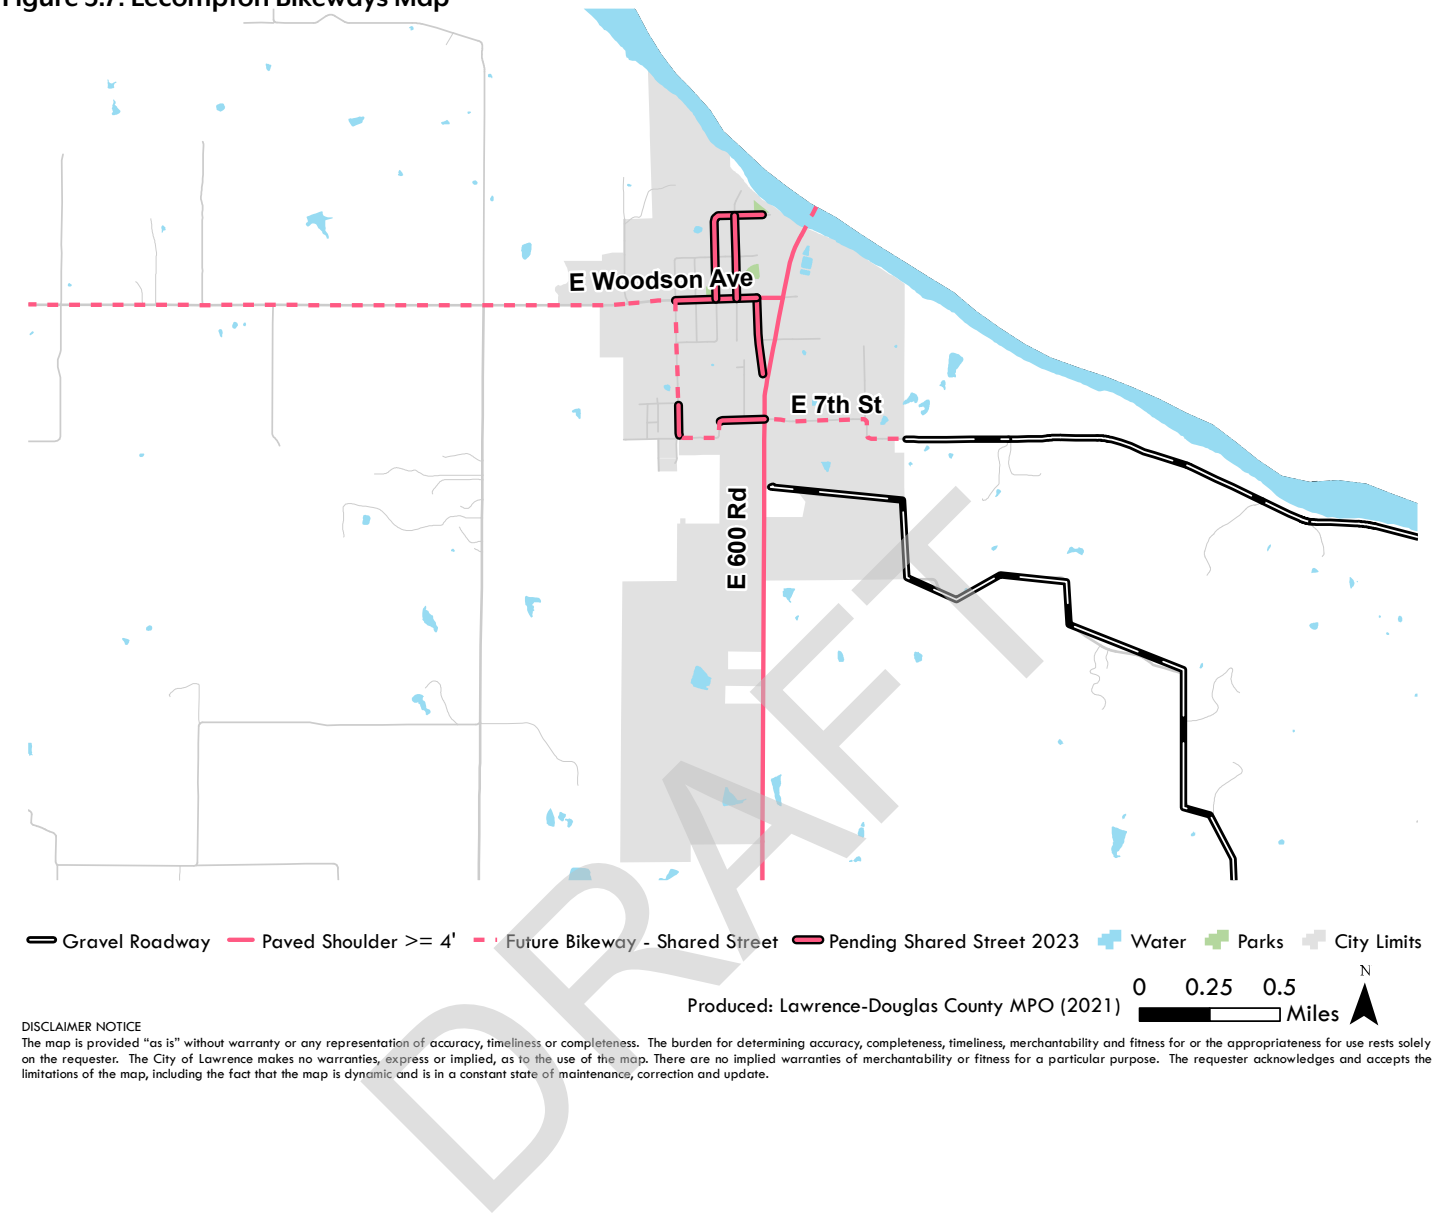 Figure 5.7: Lecompton Bikeways Map
E Woodson Ave
E 7th St
E 600 Rd
DRAFT
Gravel Roadway
Paved Shoulder >= 4'
Future Bikeway - Shared Street
Pending Shared Street 2023
Water
Parks
City Limits
N
0 0.25 0.5
Miles
Produced: Lawrence-Douglas County MPO (2021)
DISCLAIMER NOTICE
The map is provided “as is” without warranty or any representation of accuracy, timeliness or completeness. The burden for determining accuracy, completeness, timeliness, merchantability and fitness for or the appropriateness for use rests solely
on the requester. The City of Lawrence makes no warranties, express or implied, as to the use of the map. There are no implied warranties of merchantability or fitness for a particular purpose. The requester acknowledges and accepts the
limitations of the map, including the fact that the map is dynamic and is in a constant state of maintenance, correction and update.